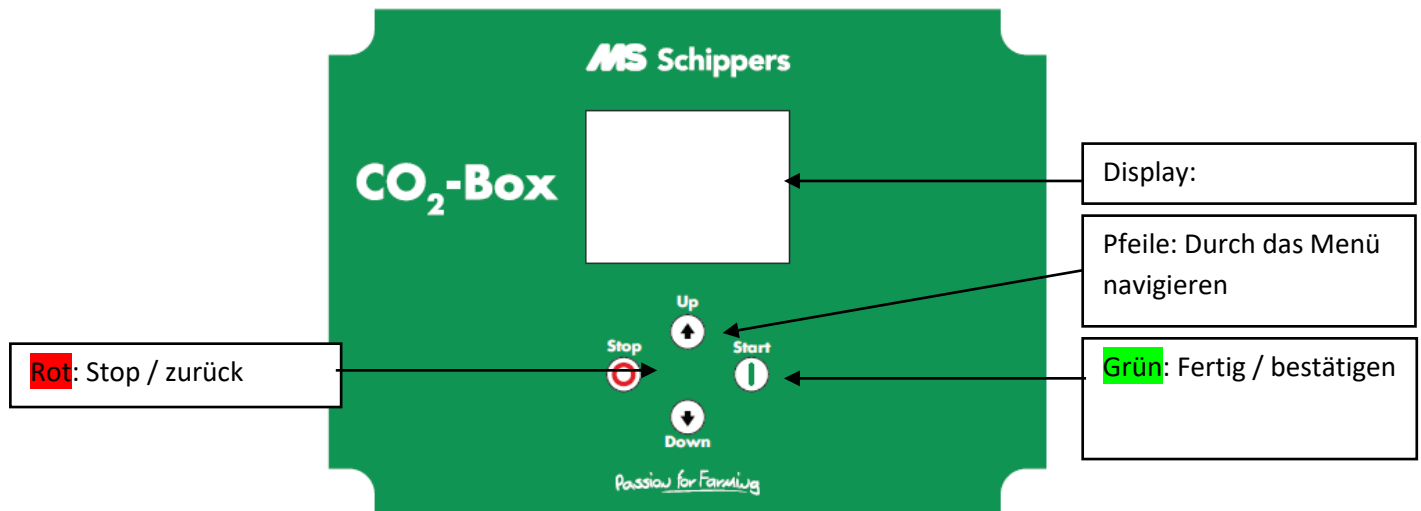 MS Schippers
CO₂-Box
Display:
Pfeile: Durch das Menü
navigieren
Up
Stop
Start
Rot: Stop / zurück
Grün: Fertig / bestätigen
Down
Passion for Farming